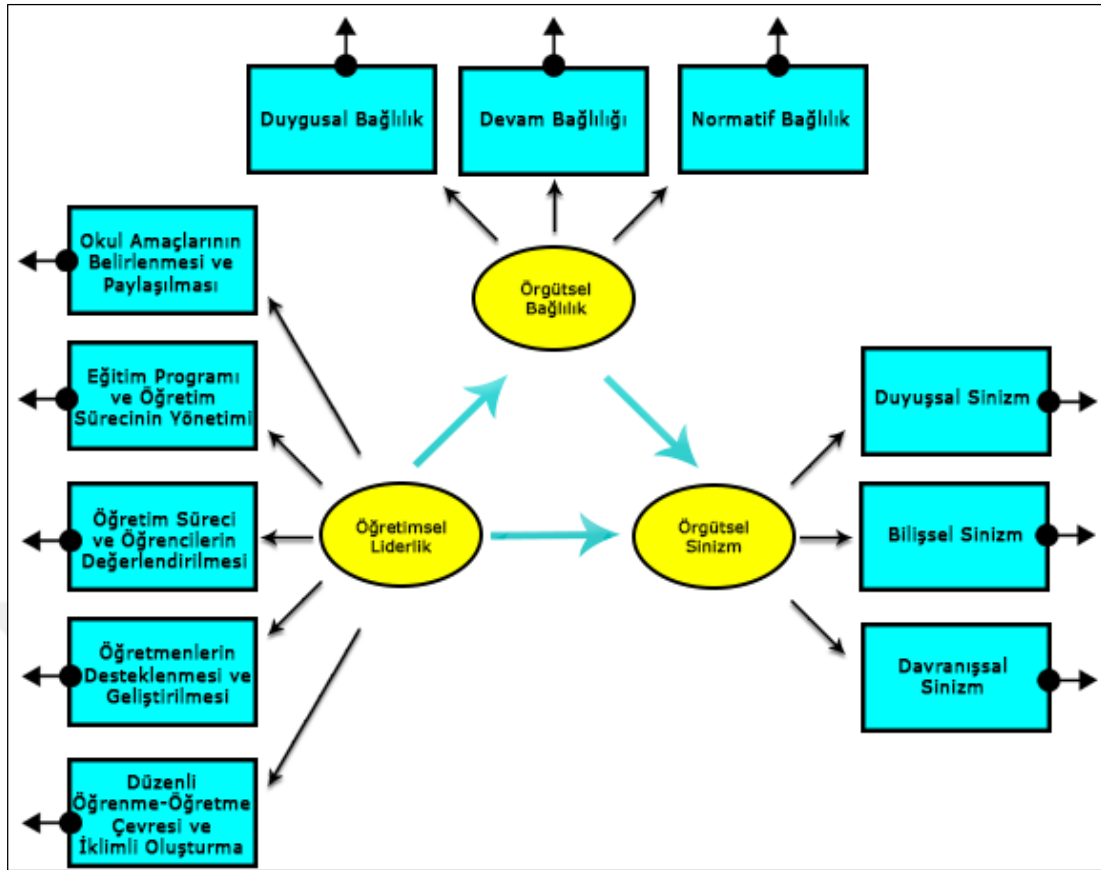 Duygusal Bağlılık
Devam Bağlılığı
Normatif Bağlılık
Okul Amaçlarının
Belirlenmesi ve
Paylaşılması
Örgütsel
Bağlılık
Eğitim Programı
ve Öğretim
Sürecinin Yönetimi
Duyuşsal Sinizm
Öğretim Süreci
ve Öğrencilerin
Değerlendirilmesi
Öğretimsel
Liderlik
Örgütsel
Sinizm
Bilişsel Sinizm
Öğretmenlerin
Desteklenmesi ve
Geliştirilmesi
Davranışsal
Sinizm
Düzenli
Öğrenme-Öğretme
Çevresi ve
İklimli Oluşturma